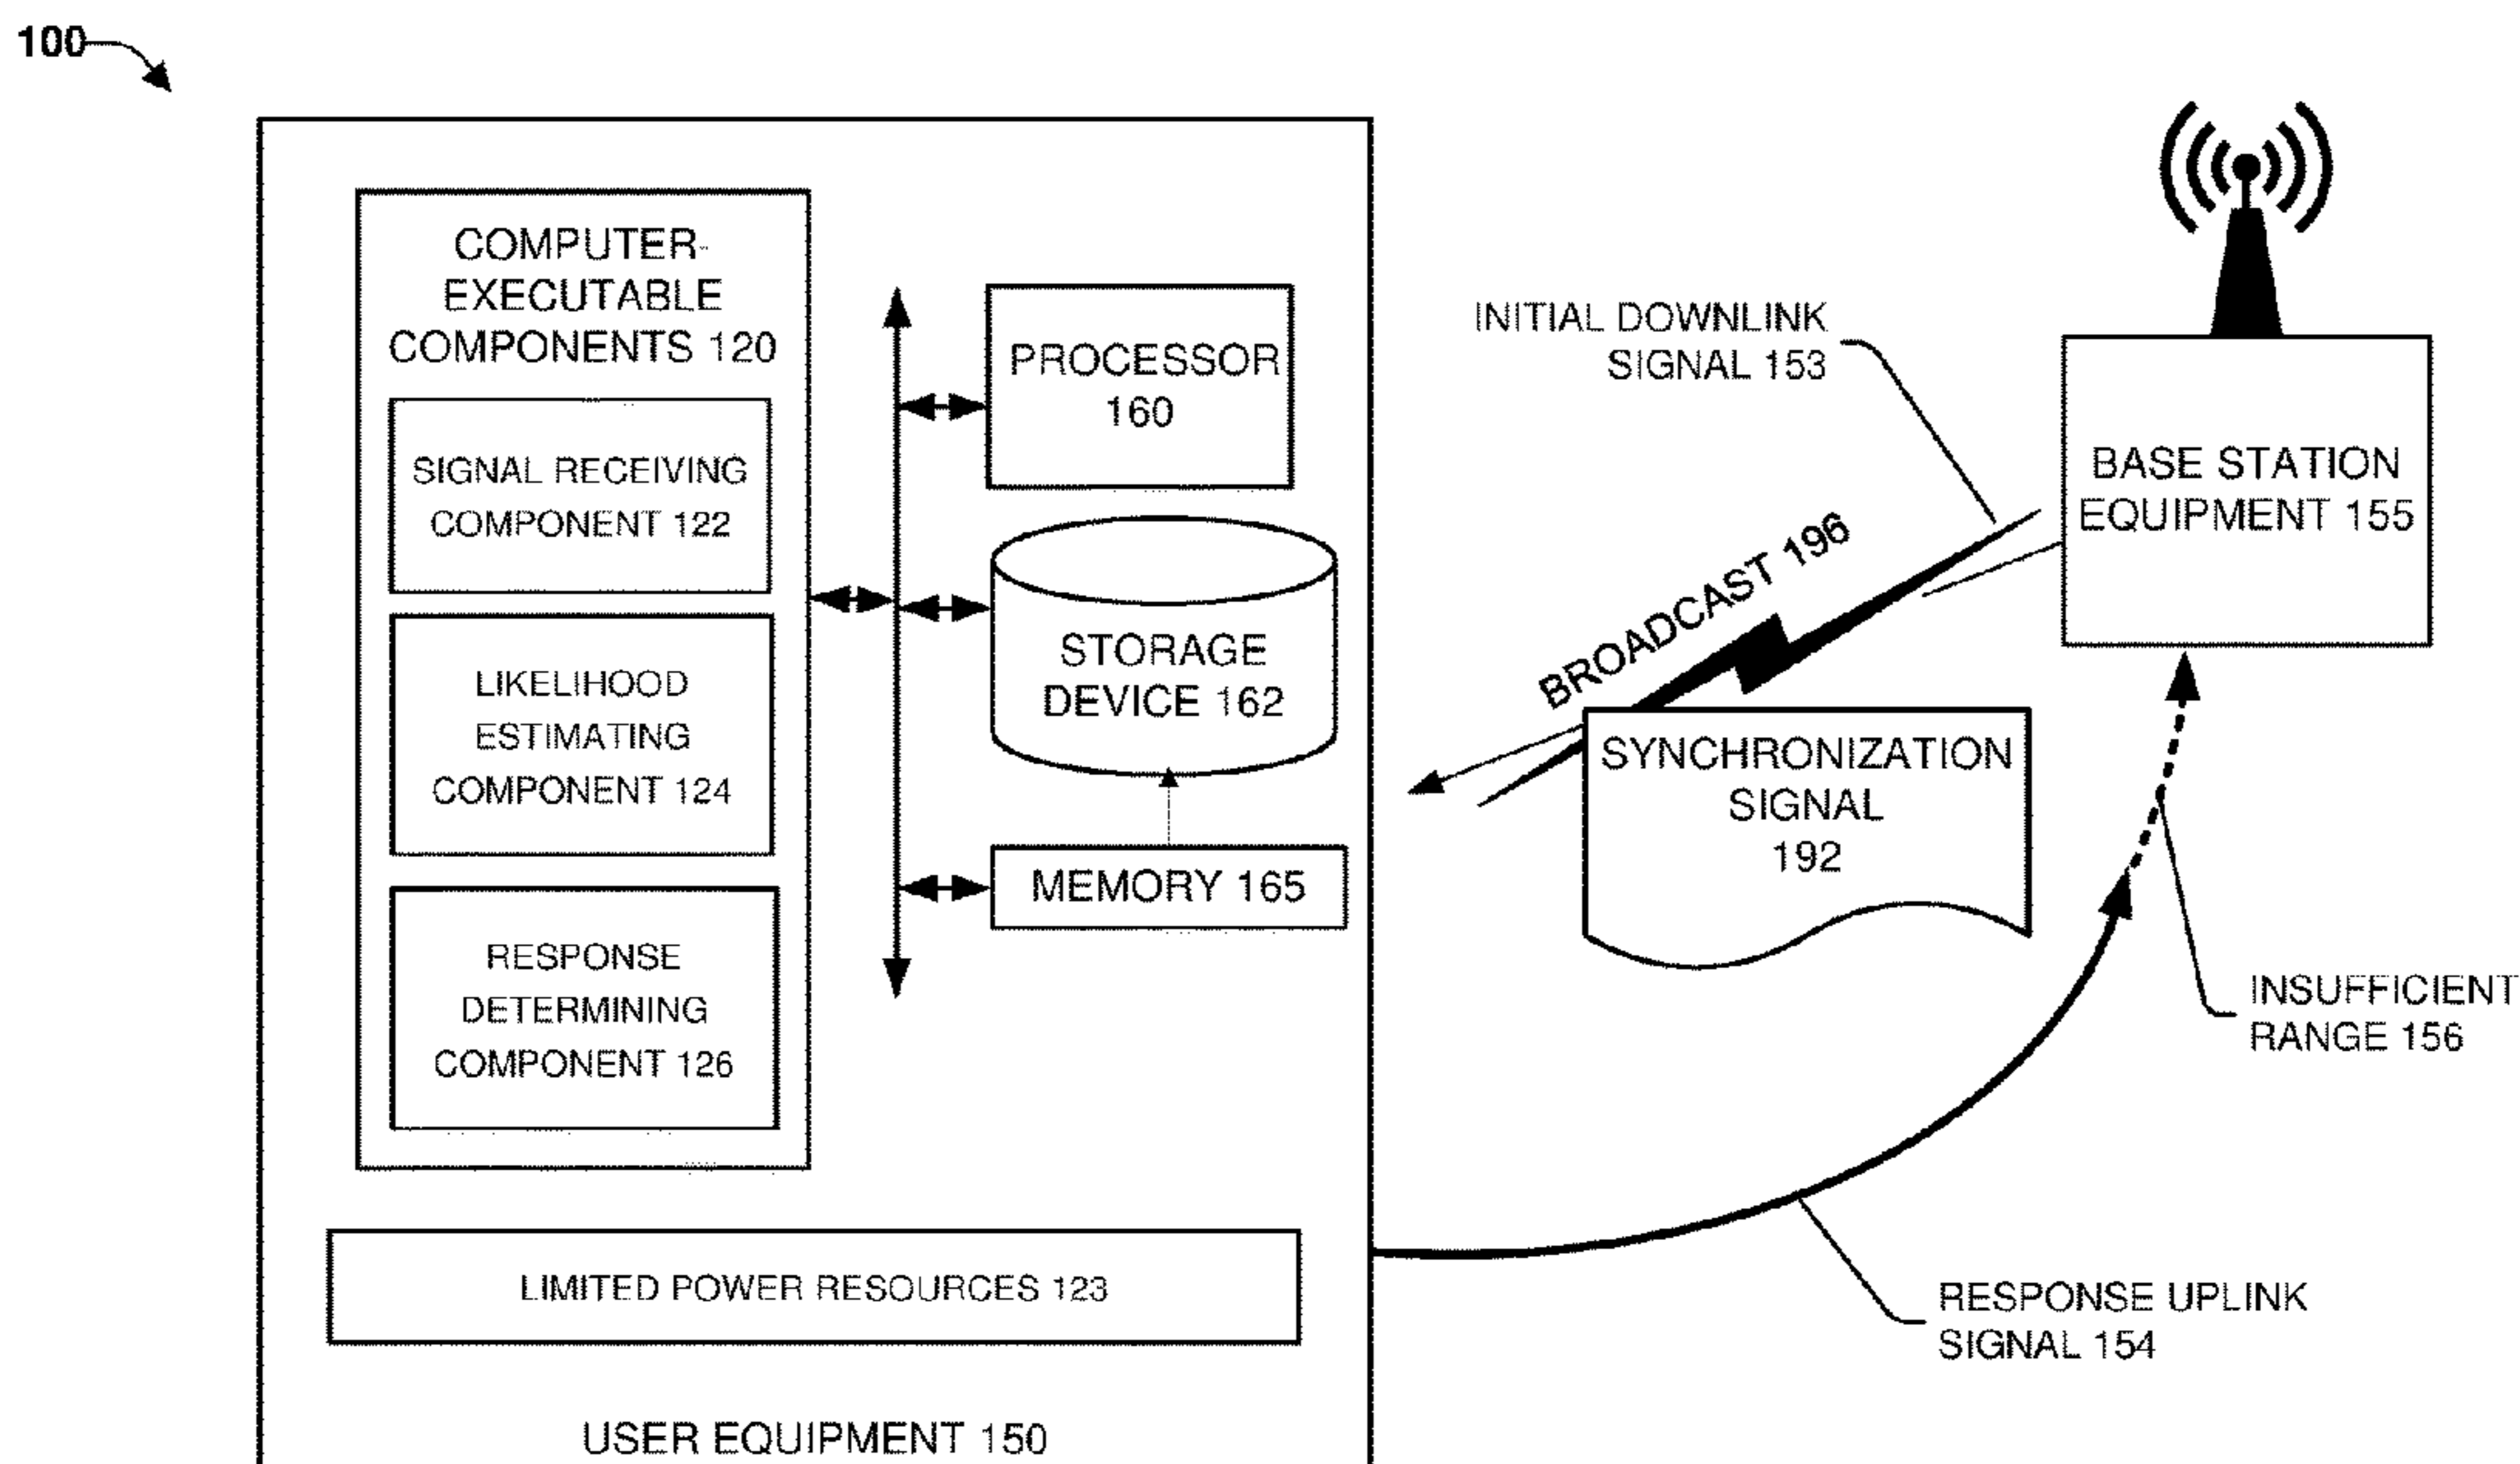 100
COMPUTER-
EXECUTABLE
COMPONENTS 120
SIGNAL RECEIVING
COMPONENT 122
LIKELIHOOD
ESTIMATING
COMPONENT 124
RESPONSE
DETERMINING
COMPONENT 126
PROCESSOR
160
STORAGE
DEVICE 162
MEMORY 165
LIMITED POWER RESOURCES 123
USER EQUIPMENT 150
INITIAL DOWNLINK
SIGNAL 153
BROADCAST 196
SYNCHRONIZATION
SIGNAL
192
BASE STATION
EQUIPMENT 155
INSUFFICIENT
RANGE 156
RESPONSE UPLINK
SIGNAL 154